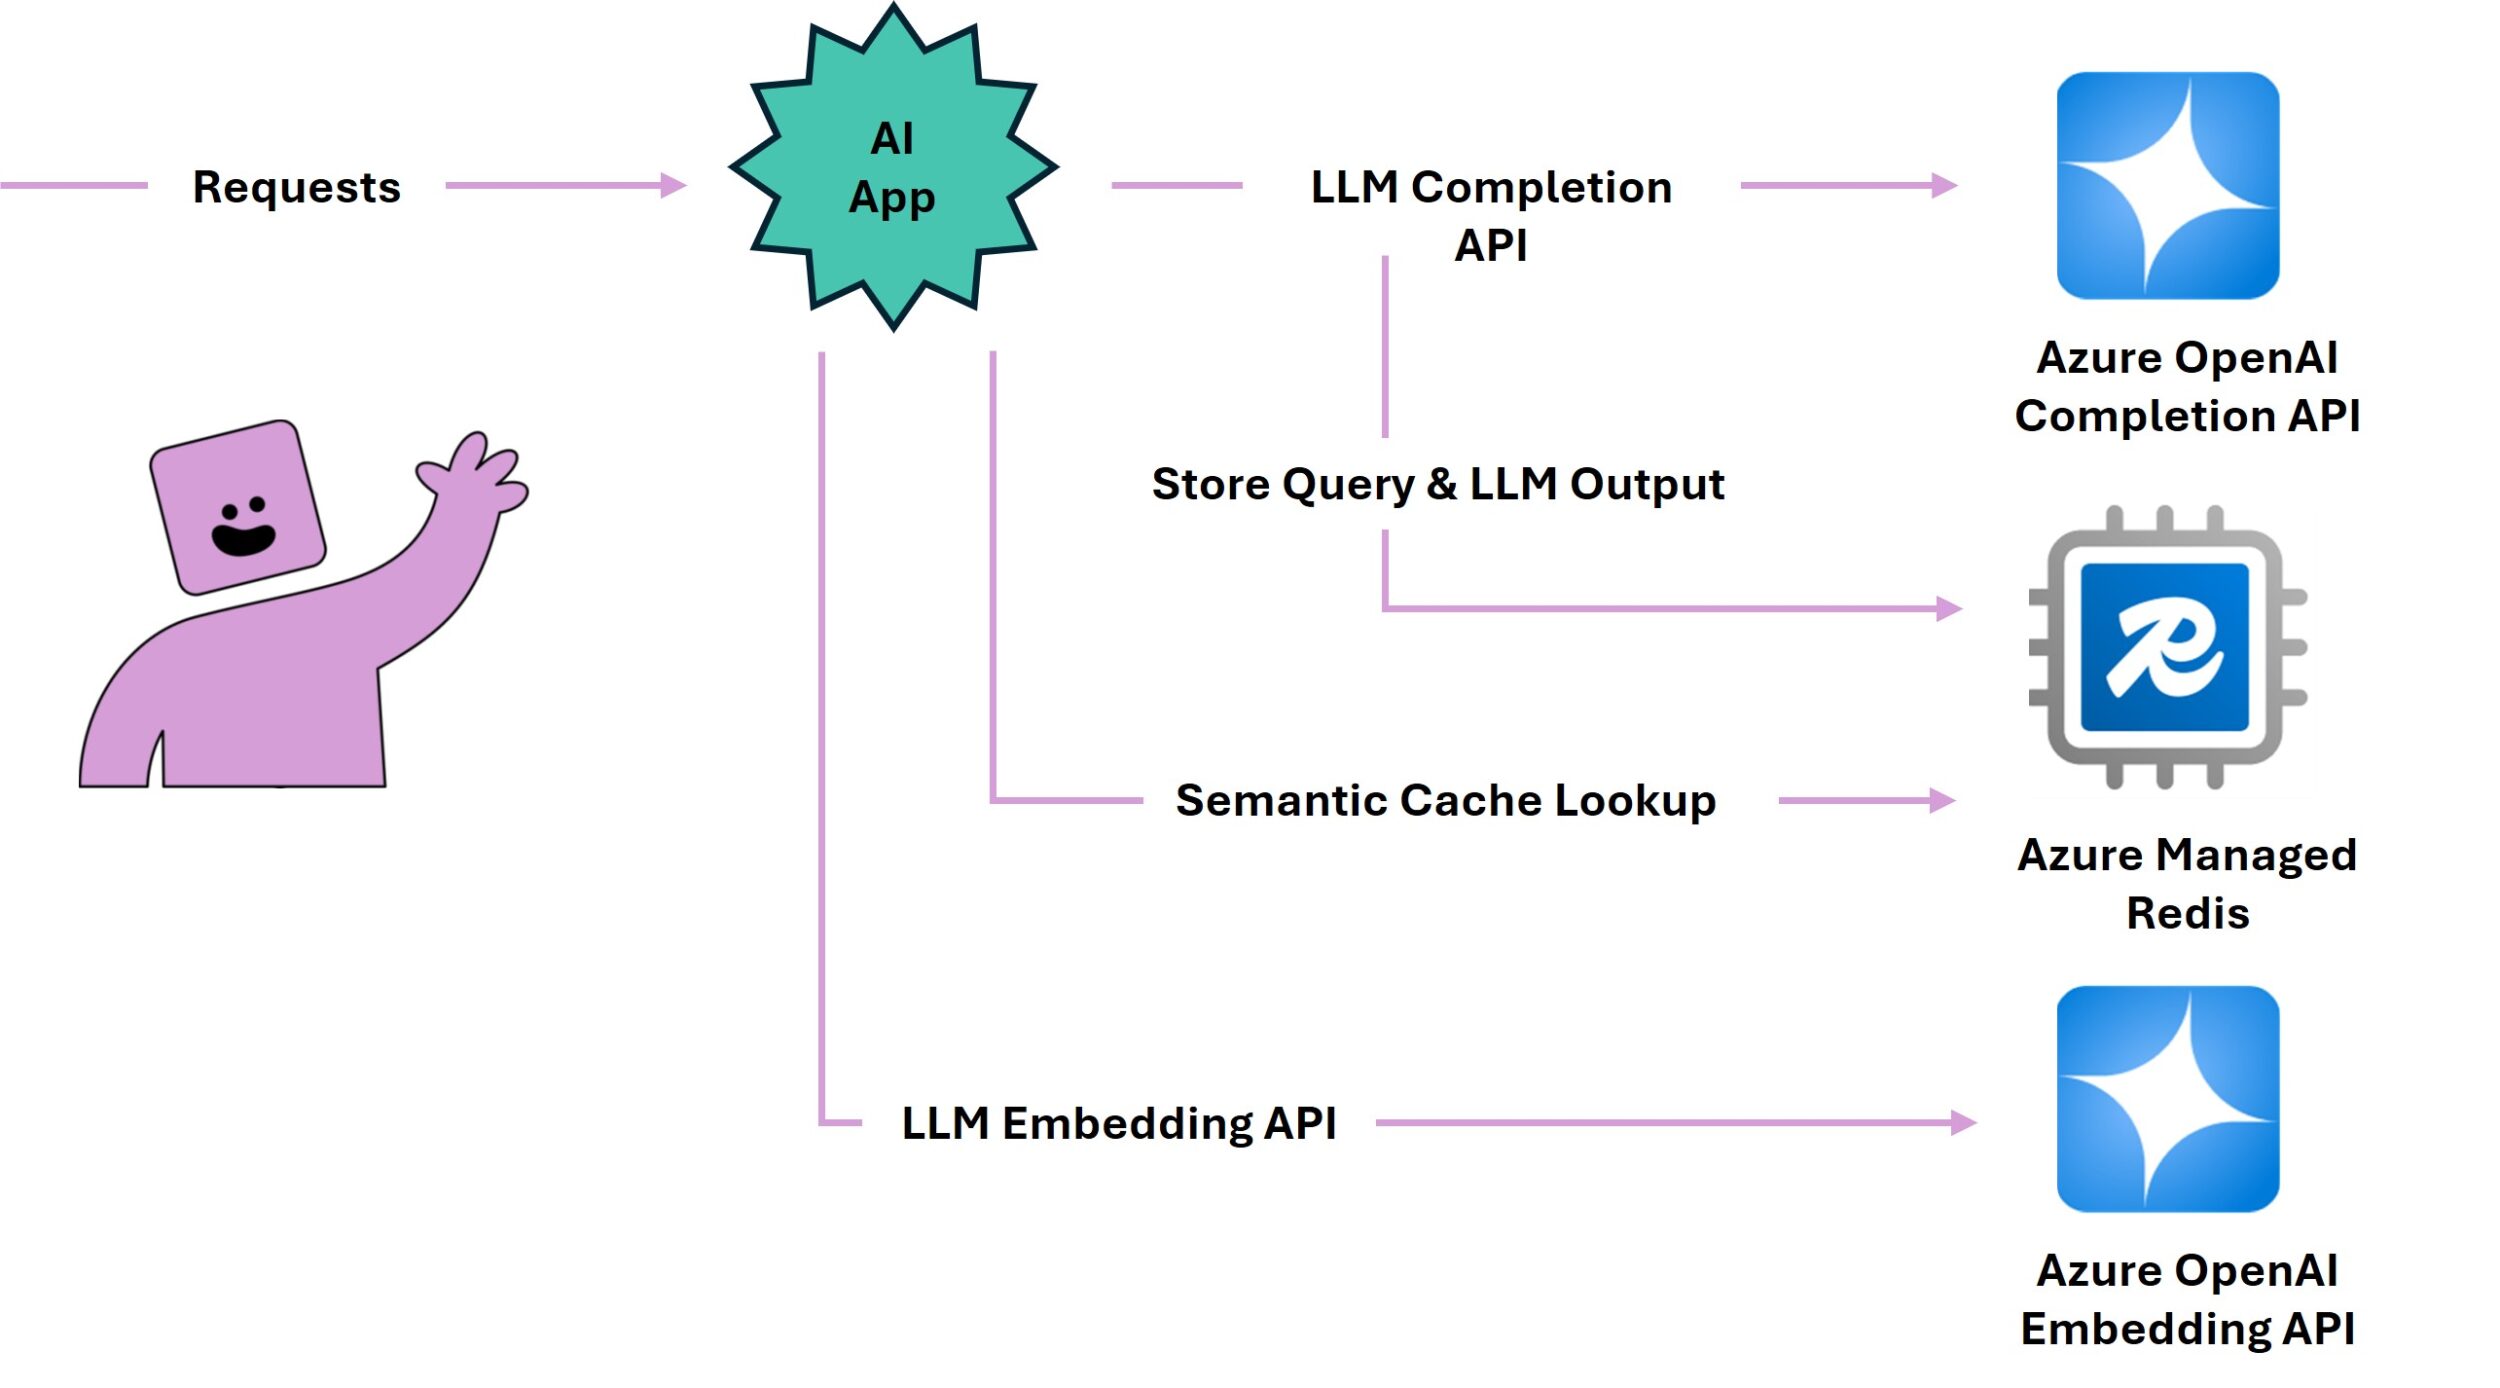 Requests
AI
App
LLM Completion
API
Azure OpenAI
Completion API
Store Query & LLM Output
Semantic Cache Lookup
Azure Managed
Redis
LLM Embedding API
Azure OpenAI
Embedding API